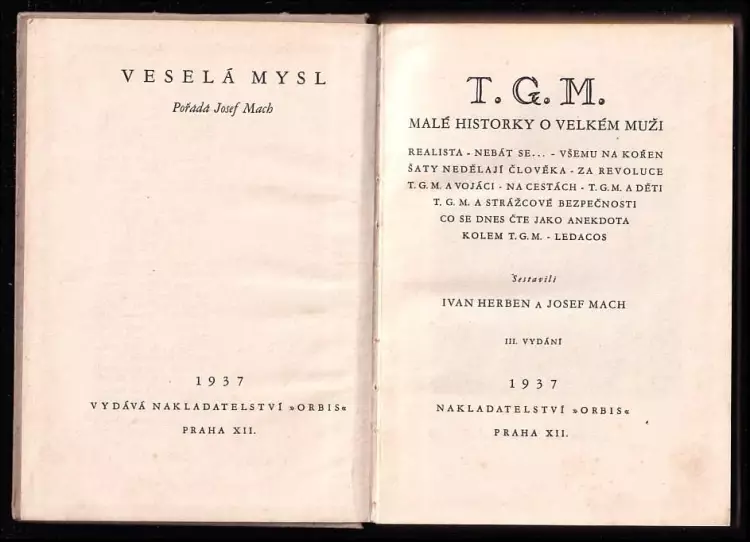 VESELÁ MYSL
Pořádá Josef Mach
1937
VYDÁVÁ NAKLADATELSTVÍ »ORBIS«
PRAHA XII.
T. G. M.
MALÉ HISTORKY O VELKÉM MUŽI
REALISTA - NEBÁT SE... - VŠEMU NA KOŘEN
ŠATY NEDĚLAJÍ ČLOVĚKA - ZA REVOLUCE
T. G. M. A VOJÁCI - NA CESTÁCH - T. G. M. A DĚTI
T. G. M. A STRÁŽCOVÉ BEZPEČNOSTI
CO SE DNES ČTE JAKO ANEKDOTA
KOLEM T. G. M. - LEDACOS
Sestavili
IVAN HERBEN A JOSEF MACH
III. VYDÁNÍ
1937
NAKLADATELSTVÍ »ORBIS«
PRAHA XII.